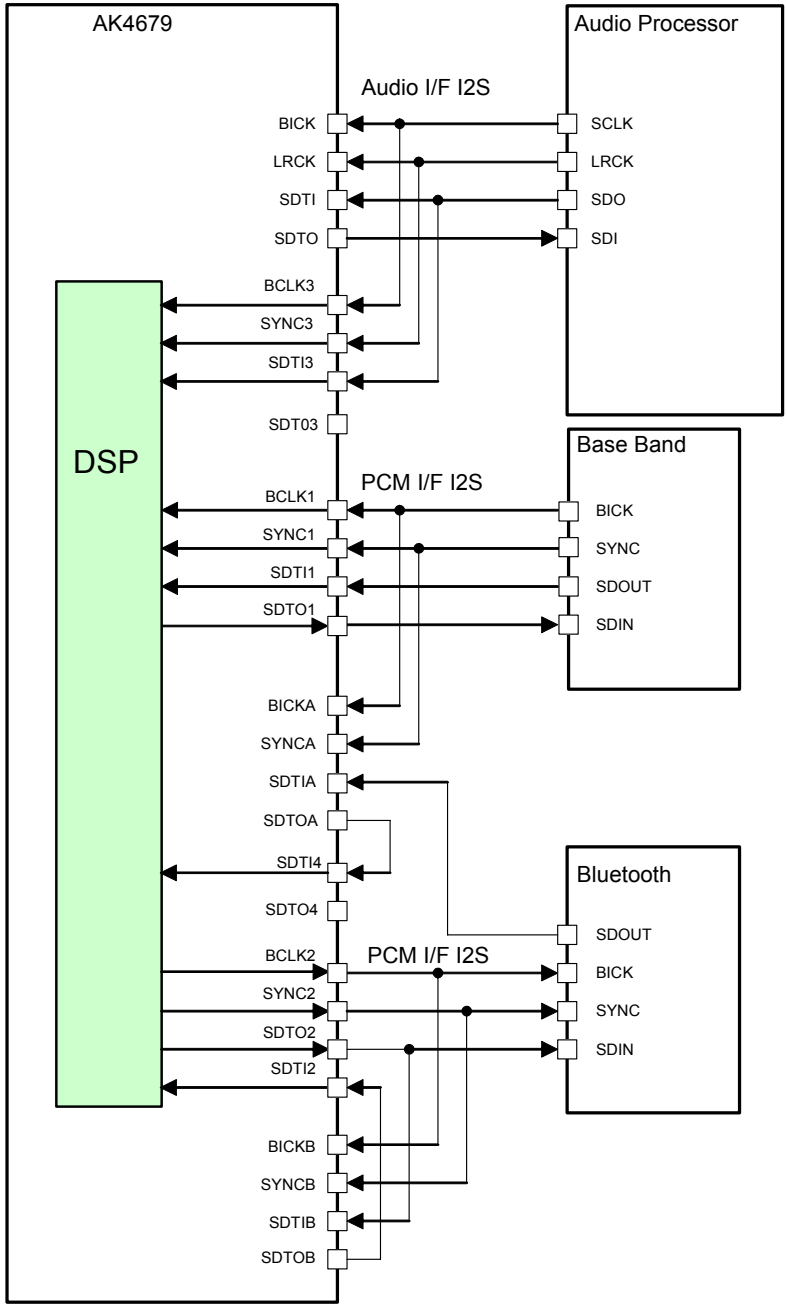 AK4679
Audio Processor
Audio I/F I2S
BICK
SCLK
LRCK
LRCK
SDTI
SDO
SDTO
SDI
BCLK3
SYNC3
SDTI3
SDT03
DSP
Base Band
PCM I/F I2S
BCLK1
BICK
SYNC1
SYNC
SDTI1
SDOUT
SDTO1
SDIN
BICKA
SYNCA
SDTIA
SDTOA
SDTI4
Bluetooth
SDTO4
SDOUT
BCLK2
PCM I/F I2S
BICK
SYNC2
SYNC
SDTO2
SDIN
SDTI2
BICKB
SYNCB
SDTIB
SDTOB